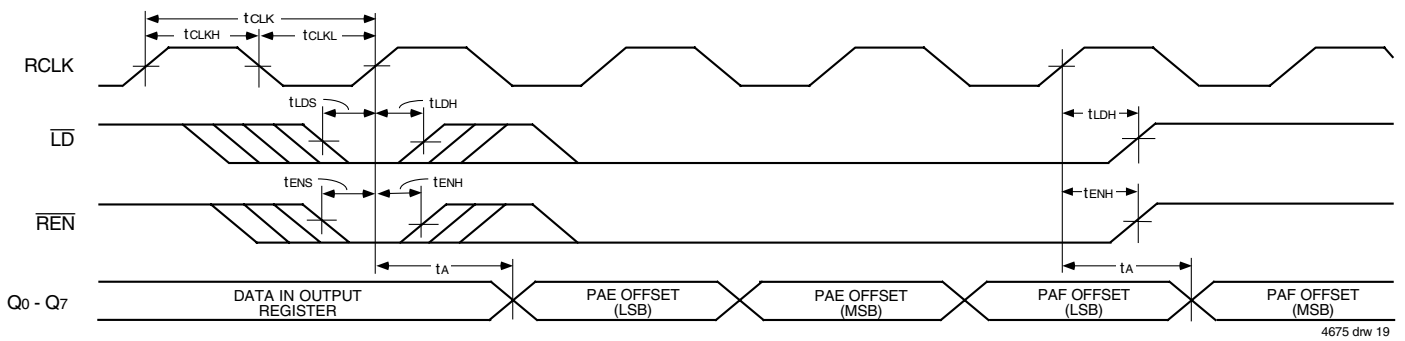 tCLK
tCLKH
tCLKL
RCLK
tLDS
tLDH
tLDH
LD
tENS
tENH
tENH
REN
tA
tA
Q0 - Q7
DATA IN OUTPUT
REGISTER
PAE OFFSET
(LSB)
PAE OFFSET
(MSB)
PAF OFFSET
(LSB)
PAF OFFSET
(MSB)
4675 drw 19